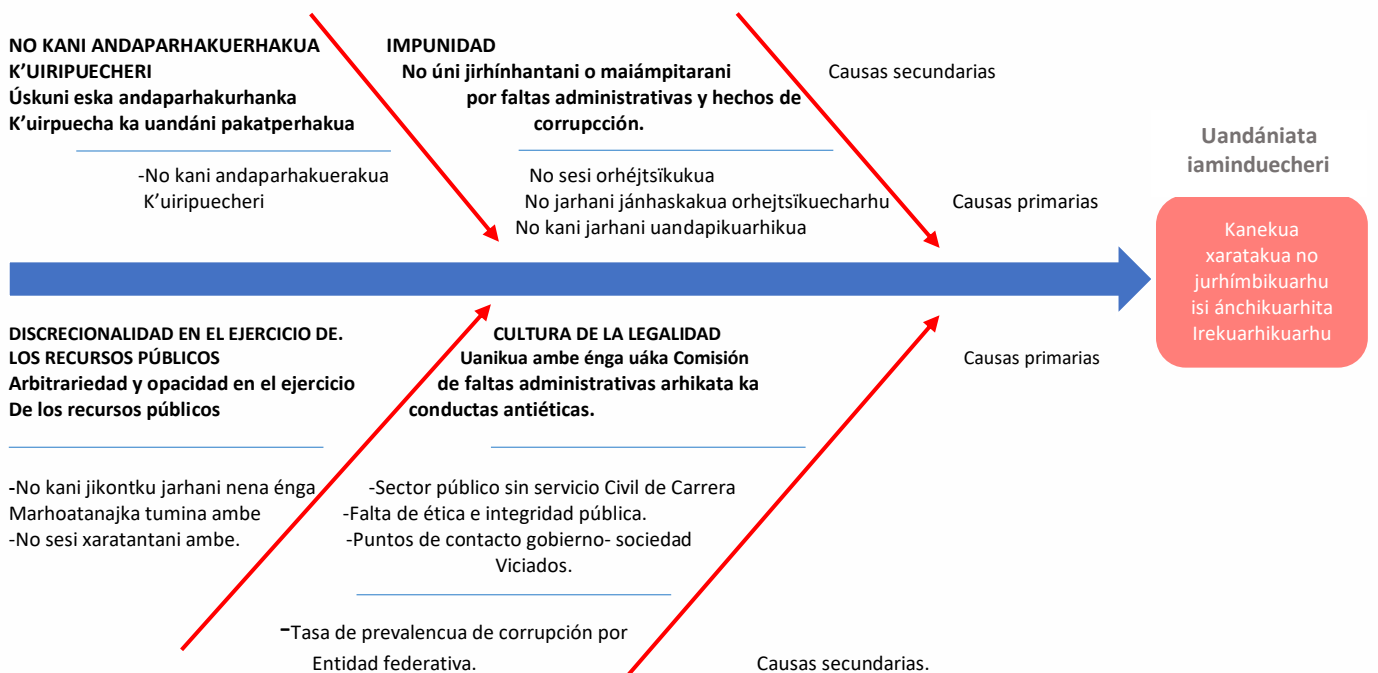 NO KANI ANDAPARHAKUERHAKUA
K’UIRIPUECHERI
Úskuni eska andaparhakurhanka
K’uirpuecha ka uandáni pakatperhakua
-No kani andaparhakuerakua
K’uiripuecheri
IMPUNIDAD
No úni jirhínhantani o maiámpitarani
por faltas administrativas y hechos de
corrupcción.
No sesi orhéjtsïkukua
No jarhani jánhaskakua orhejtsïkuecharhu
No kani jarhani uandapikuarhikua
Causas secundarias
Causas primarias
Uandániata
iaminduecheri
Kanekua
xaratakua no
jurhímbikuarhu
isi ánchikuarhita
Irekuarhikuarhu
DISCRECIONALIDAD EN EL EJERCICIO DE.
LOS RECURSOS PÚBLICOS
Arbitrariedad y opacidad en el ejercicio
De los recursos públicos
-No kani jikontku jarhani nena énga
Marhoatanajka tumina ambe
-No sesi xaratantani ambe.
CULTURA DE LA LEGALIDAD
Uanikua ambe énga uáka Comisión
de faltas administrativas arhikata ka
conductas antiéticas.
-Sector público sin servicio Civil de Carrera
-Falta de ética e integridad pública.
-Puntos de contacto gobierno- sociedad
Viciados.
-Tasa de prevalencua de corrupción por
Entidad federativa.
Causas primarias
Causas secundarias.